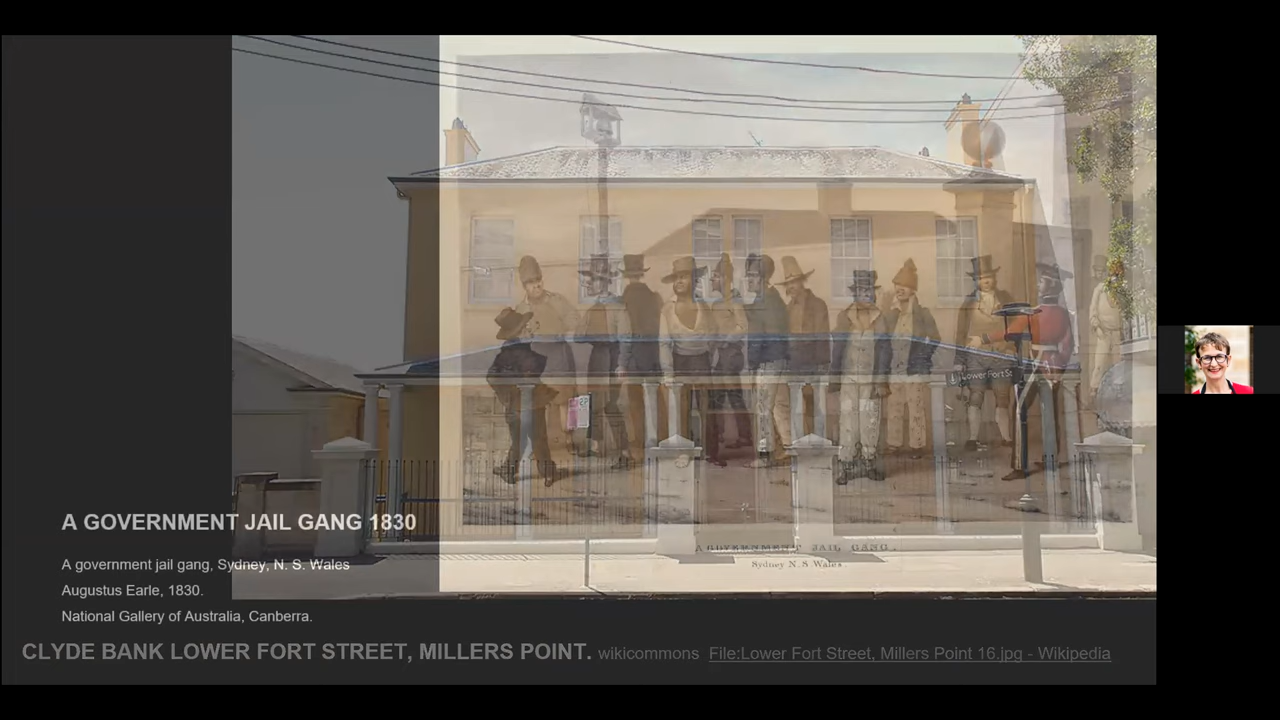 Lower Fort St
A GOVERNMENT JAIL GANG 1830
A GOVERNMENT JAIL GANG.
A government jail gang, Sydney, N. S. Wales
Sydney N. S Wales
Augustus Earle, 1830.
National Gallery of Australia, Canberra.
CLYDE BANK LOWER FORT STREET, MILLERS POINT. wikicommons File:Lower Fort Street, Millers Point 16.jpg - Wikipedia